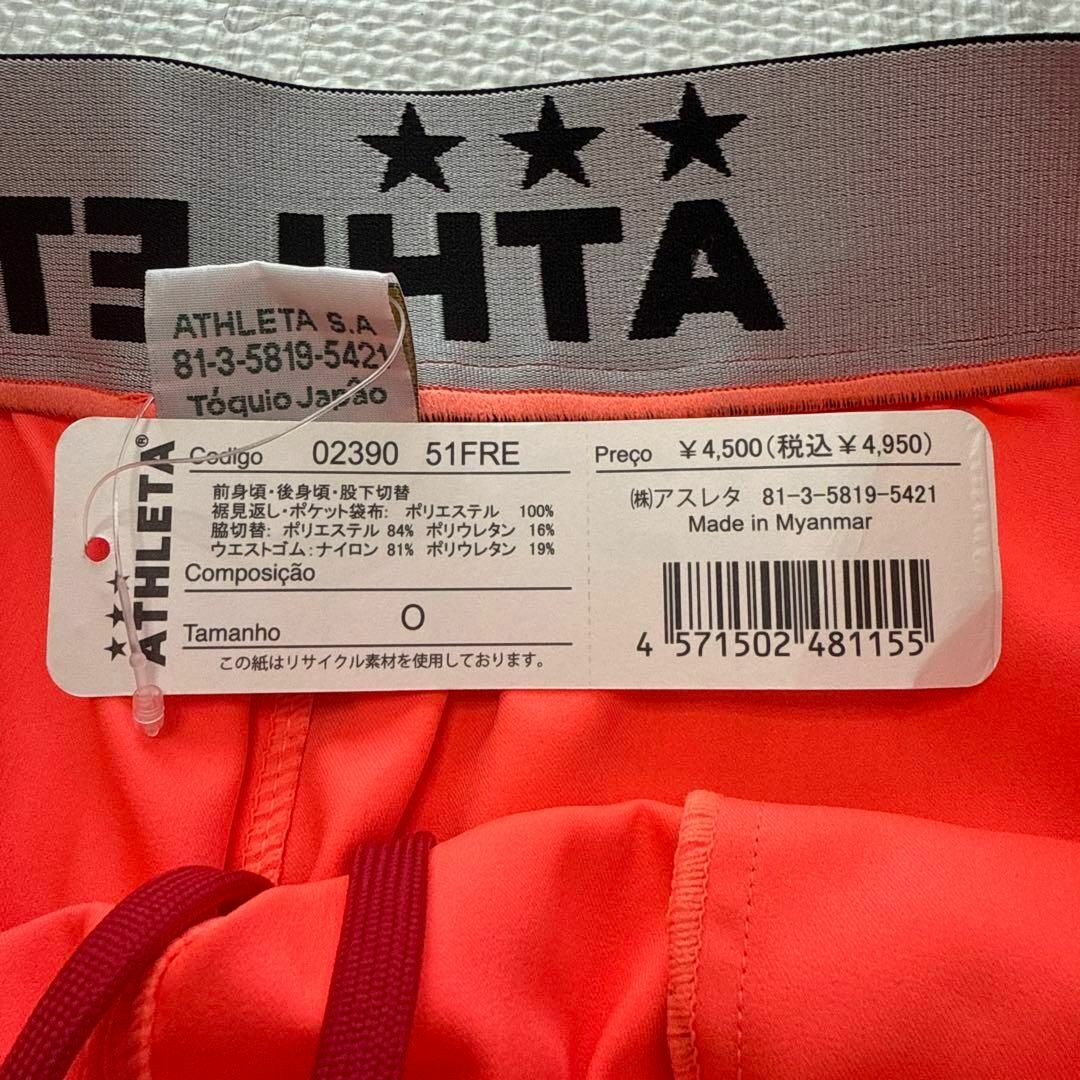 ATHLETA
ATHLETA S.A
81-3-5819-5421
Tóquio Japão
ATHLETA®
Codigo 02390 51FRE
前身頃・後身頃・股下切替
裾見返し・ポケット袋布: ポリエステル 100%
脇切替: ポリエステル 84% ポリウレタン 16%
ウエストゴム:ナイロン 81% ポリウレタン 19%
Composição
Tamanho O
この紙はリサイクル素材を使用しております。
Preço ¥4,500(税込¥4,950)
㈱アスレタ 81-3-5819-5421
Made in Myanmar
4 571502 481155